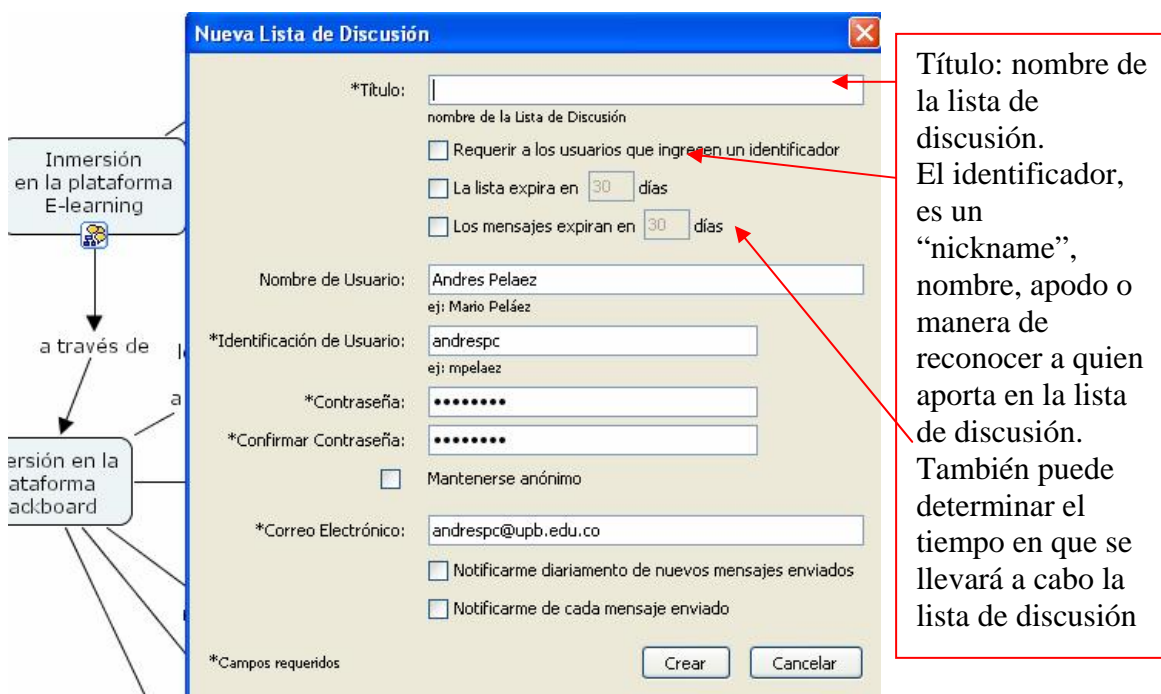 Nueva Lista de Discusión
*Título:
nombre de la Lista de Discusión
Requerir a los usuarios que ingresen un identificador
La lista expira en 30 días
Los mensajes expiran en 30 días
Nombre de Usuario: Andres Pelaez
ej: Mario Peláez
*Identificación de Usuario: andrespc
ej: mpelaez
*Contraseña: ••••••••
*Confirmar Contraseña: ••••••••
Mantenerse anónimo
*Correo Electrónico: andrespc@upb.edu.co
Notificarme diariamento de nuevos mensajes enviados
Notificarme de cada mensaje enviado
*Campos requeridos
Crear Cancelar
Inmersión
en la plataforma
E-learning
a través de
a
ersión en la
ataforma
ackboard
Título: nombre de
la lista de
discusión.
El identificador,
es un
“nickname”,
nombre, apodo o
manera de
reconocer a quien
aporta en la lista
de discusión.
También puede
determinar el
tiempo en que se
llevará a cabo la
lista de discusión